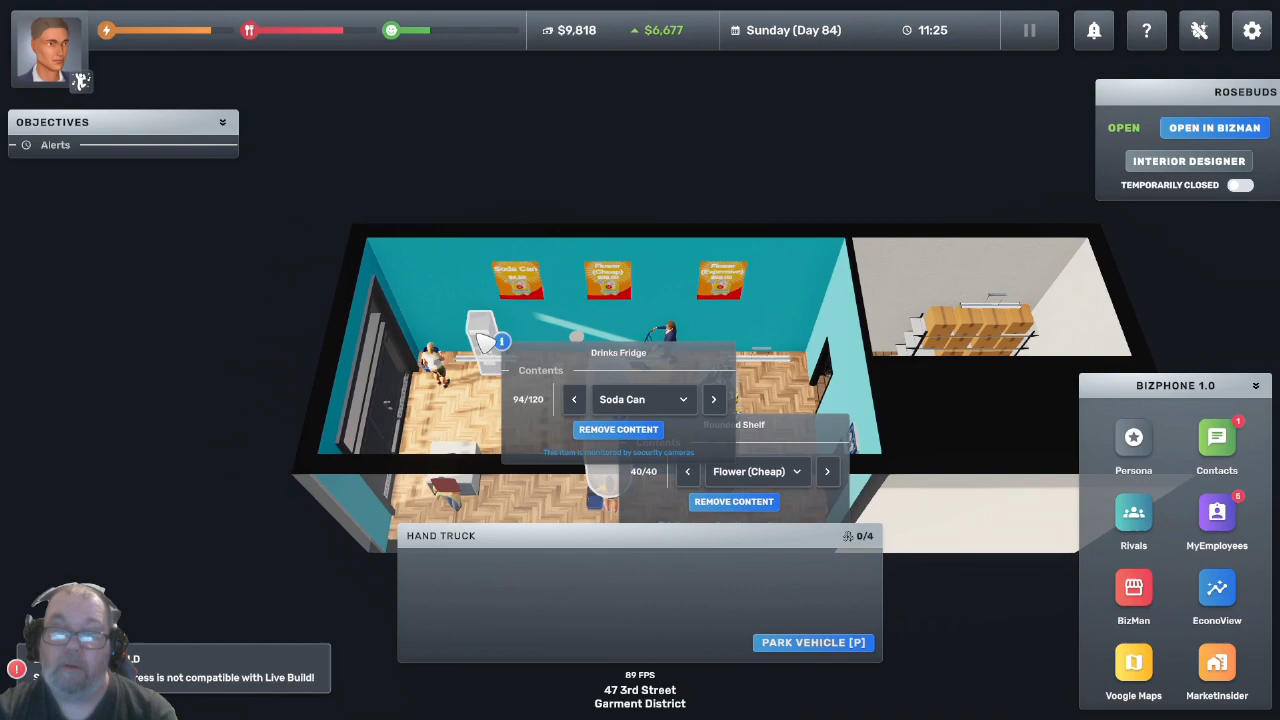 $9,818
$6,677
Sunday (Day 84)
11:25
?
OBJECTIVES
Alerts
ROSEBUDS
OPEN
OPEN IN BIZMAN
INTERIOR DESIGNER
TEMPORARILY CLOSED
Soda Can
Flower
(Cheap)
Flower
(Expensive)
i
Drinks Fridge
Contents
94/120
Soda Can
REMOVE CONTENT
This item is monitored by security cameras
Rounded Shelf
Contents
40/40
Flower (Cheap)
REMOVE CONTENT
HAND TRUCK
0/4
PARK VEHICLE [P]
BIZPHONE 1.0
1
Persona
Contacts
5
Rivals
MyEmployees
BizMan
EconoView
Voogle Maps
MarketInsider
is not compatible with Live Build!
89 FPS
47 3rd Street
Garment District